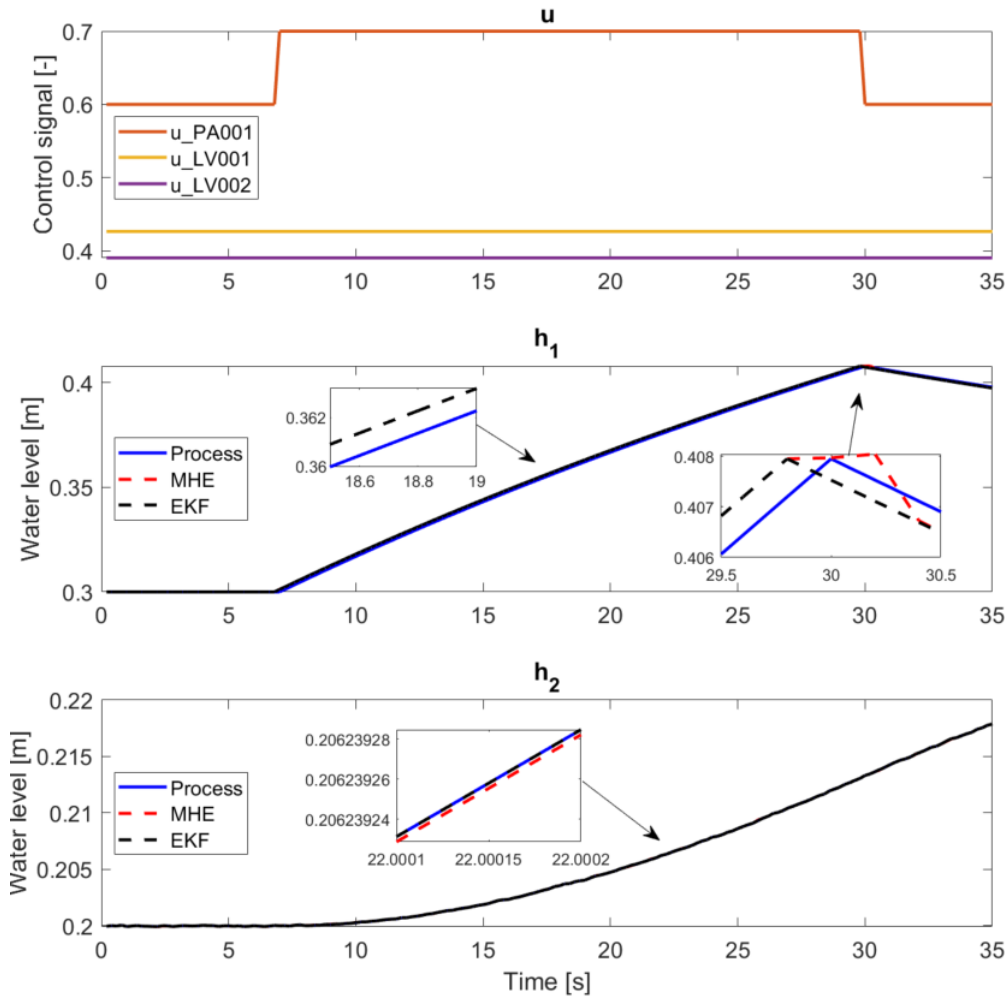 u
Control signal [-]
0.7
0.6
0.5
0.4
u_PA001
u_LV001
u_LV002
0 5 10 15 20 25 30 35
h1
Water level [m]
0.4
0.35
0.3
Process
MHE
EKF
0.362
0.36
18.6 18.8 19
0.408
0.407
0.406
29.5 30 30.5
0 5 10 15 20 25 30 35
h2
Water level [m]
0.22
0.215
0.21
0.205
0.2
Process
MHE
EKF
0.20623928
0.20623926
0.20623924
22.0001 22.00015 22.0002
0 5 10 15 20 25 30 35
Time [s]